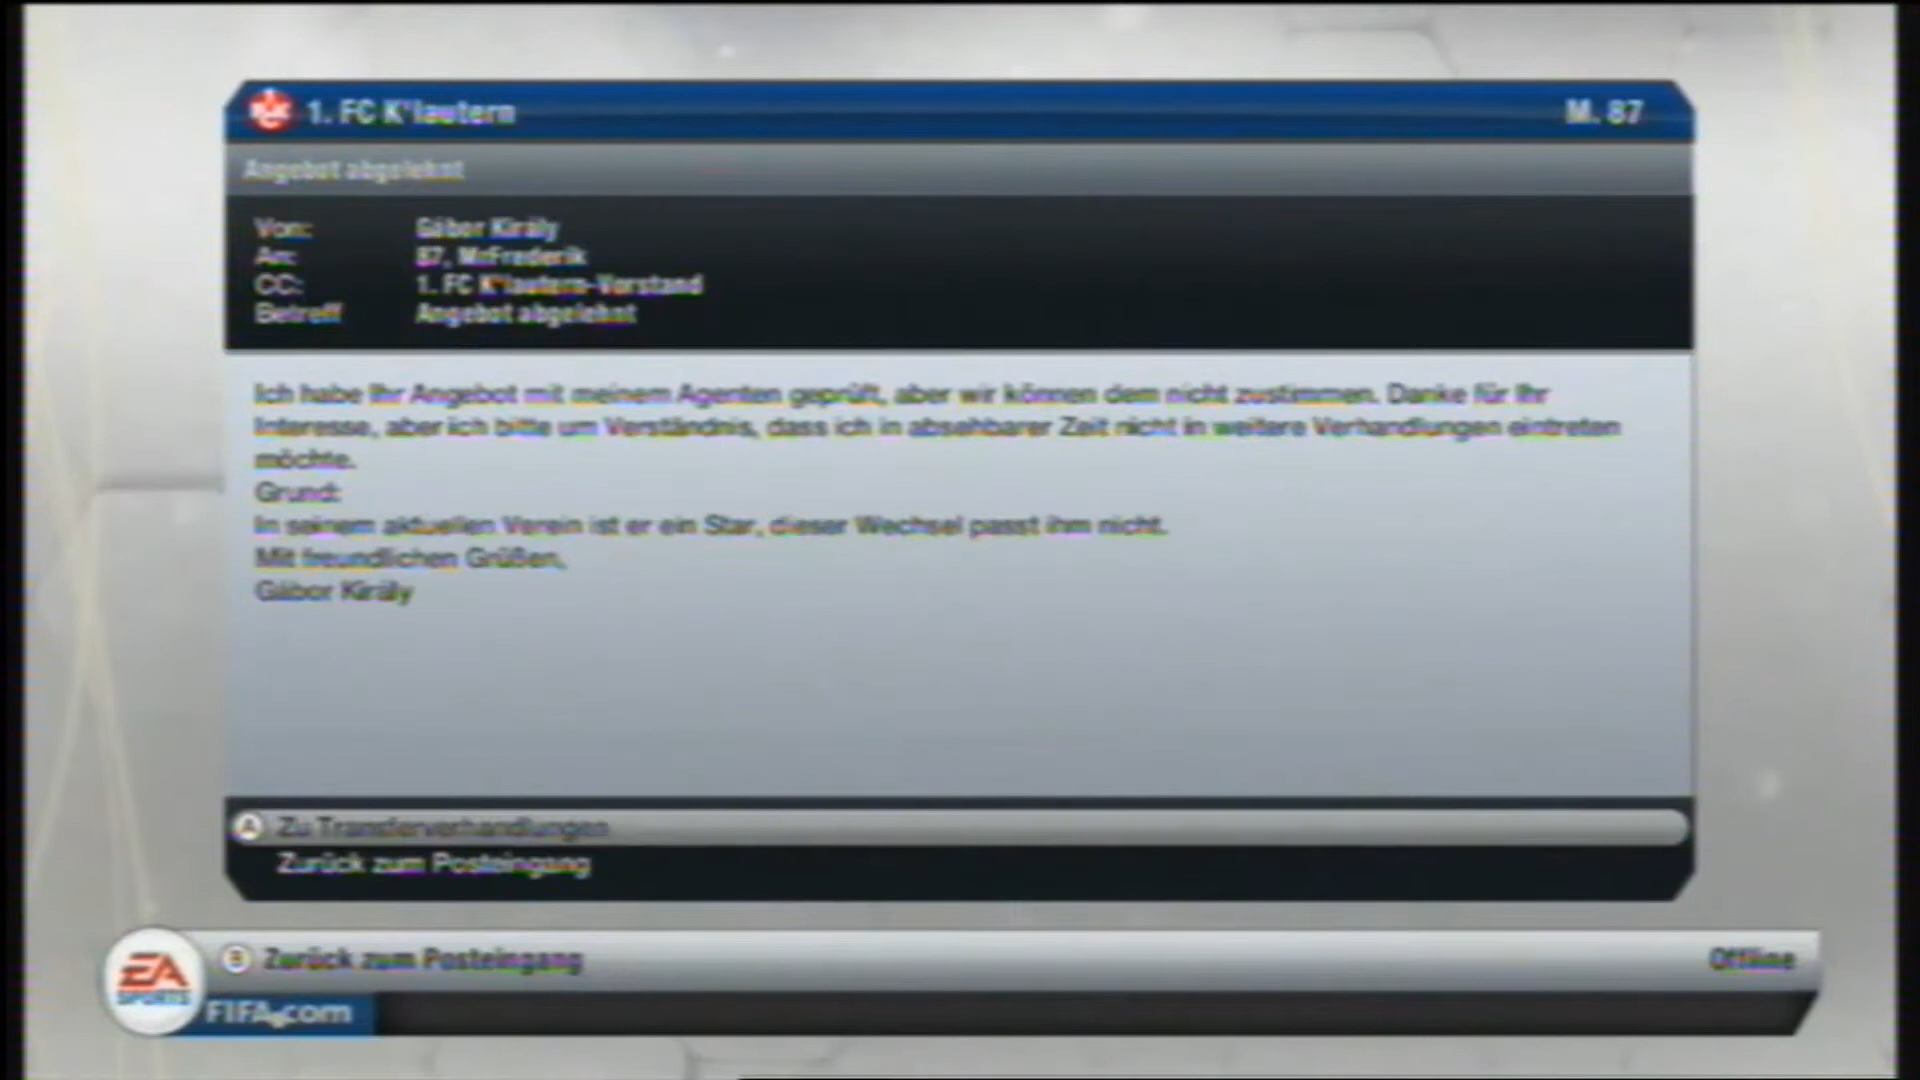 1. FC K'lautern
M. 87
Angebot abgelehnt
Von: Gábor Király
An: 87, MrFrederik
CC: 1. FC K'lautern-Vorstand
Betreff Angebot abgelehnt
Ich habe Ihr Angebot mit meinem Agenten geprüft, aber wir können dem nicht zustimmen. Danke für Ihr
Interesse, aber ich bitte um Verständnis, dass ich in absehbarer Zeit nicht in weitere Verhandlungen eintreten
möchte.
Grund:
In seinem aktuellen Verein ist er ein Star, dieser Wechsel passt ihm nicht.
Mit freundlichen Grüßen,
Gábor Király
A Zu Transferverhandlungen
Zurück zum Posteingang
B Zurück zum Posteingang
Offline
EA SPORTS
FIFA.com